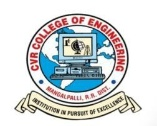 CVR COLLEGE OF ENGINEERING
MANGALPALLI, R.R. DIST.
INSTITUTION IN PURSUIT OF EXCELLENCE